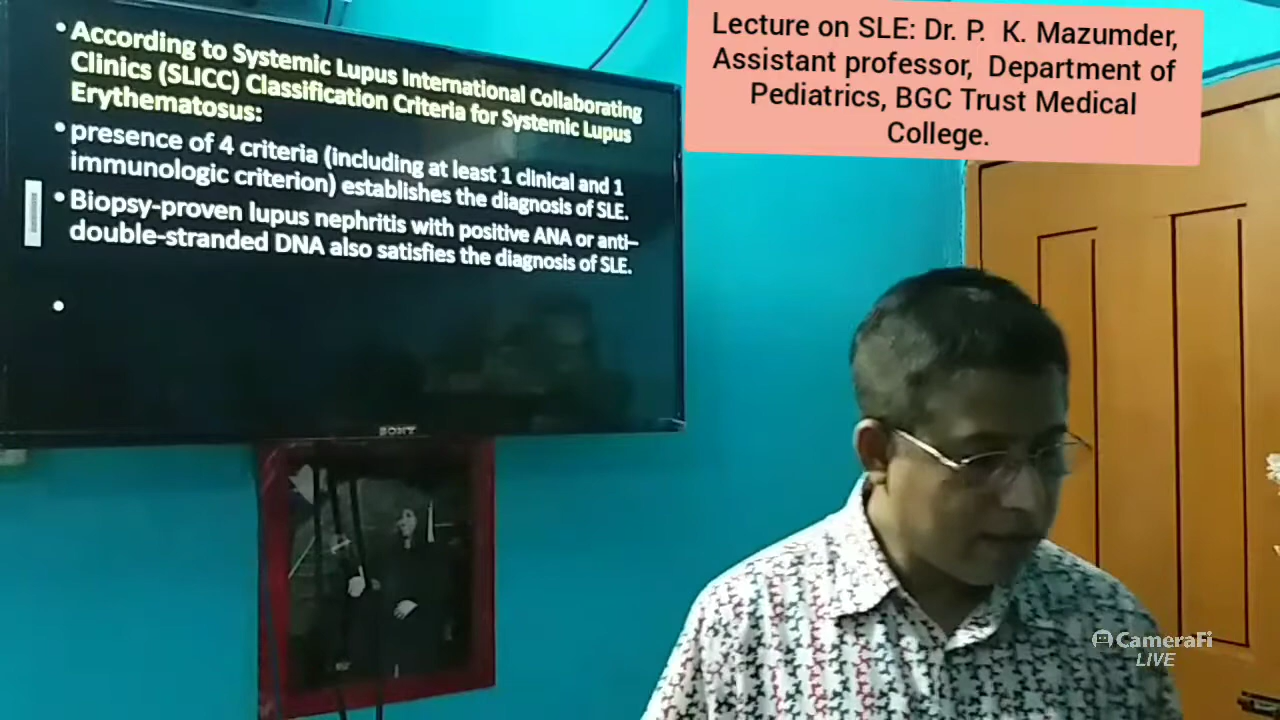 • According to Systemic Lupus International Collaborating
Clinics (SLICC) Classification Criteria for Systemic Lupus
Erythematosus:
• presence of 4 criteria (including at least 1 clinical and 1
immunologic criterion) establishes the diagnosis of SLE.
• Biopsy-proven lupus nephritis with positive ANA or anti–
double-stranded DNA also satisfies the diagnosis of SLE.
•
SONY
Lecture on SLE: Dr. P. K. Mazumder,
Assistant professor, Department of
Pediatrics, BGC Trust Medical
College.
CameraFi
LIVE